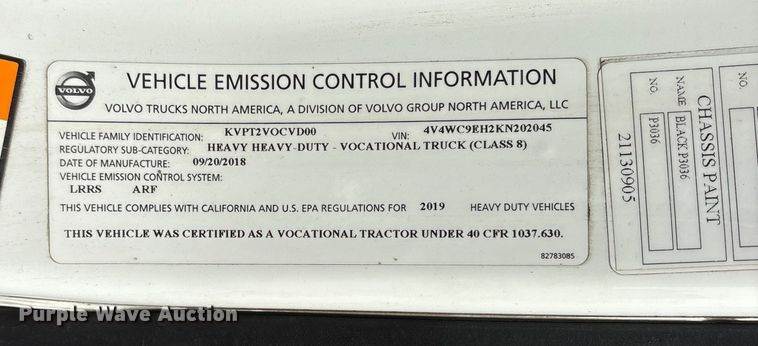 VOLVO
VEHICLE EMISSION CONTROL INFORMATION
VOLVO TRUCKS NORTH AMERICA, A DIVISION OF VOLVO GROUP NORTH AMERICA, LLC
VEHICLE FAMILY IDENTIFICATION: KVPT2VOCVD00 VIN: 4V4WC9EH2KN202045
REGULATORY SUB-CATEGORY: HEAVY HEAVY-DUTY - VOCATIONAL TRUCK (CLASS 8)
DATE OF MANUFACTURE: 09/20/2018
VEHICLE EMISSION CONTROL SYSTEM:
LRRS ARF
THIS VEHICLE COMPLIES WITH CALIFORNIA AND U.S. EPA REGULATIONS FOR 2019 HEAVY DUTY VEHICLES
THIS VEHICLE WAS CERTIFIED AS A VOCATIONAL TRACTOR UNDER 40 CFR 1037.630.
82783085
NO.
CHASSIS PAINT
NAME BLACK P3036
NO. P3036
21130905
Purple Wave Auction